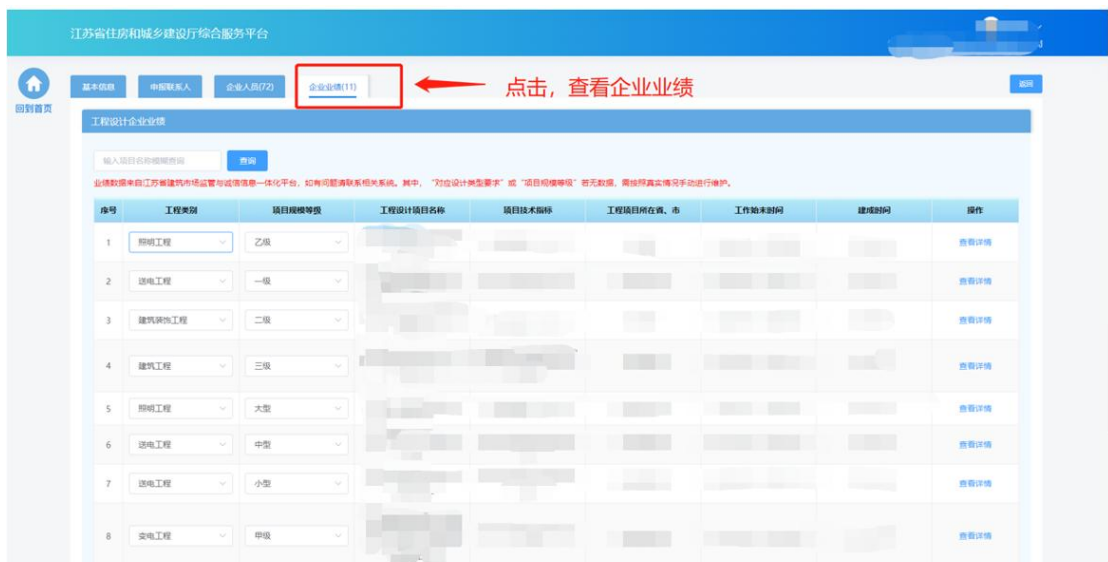 江苏省住房和城乡建设厅综合服务平台
回到首页
基本信息 申报联系人 企业人员(72) 企业业绩(11) 点击，查看企业业绩 返回
工程设计企业业绩
输入项目名称模糊查询 查询
业绩数据来自江苏省建筑市场监管与诚信信息一体化平台，如有问题请联系相关系统。其中，“对应设计类型要求”或“项目规模等级”若无数据，需按照真实情况手动进行维护。
序号 工程类别 项目规模等级 工程设计项目名称 项目技术指标 工程项目所在省、市 工作始末时间 建成时间 操作
1 照明工程 乙级 查看详情
2 送电工程 一级 查看详情
3 建筑装饰工程 二级 查看详情
4 建筑工程 三级 查看详情
5 照明工程 大型 查看详情
6 送电工程 中型 查看详情
7 送电工程 小型 查看详情
8 变电工程 甲级 查看详情